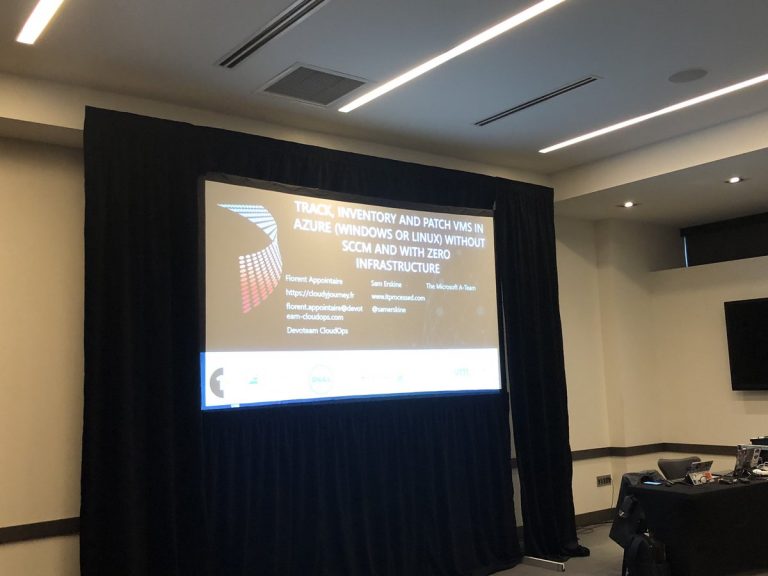 TRACK, INVENTORY AND PATCH VMS IN
AZURE (WINDOWS OR LINUX) WITHOUT
SCCM AND WITH ZERO
INFRASTRUCTURE
Florent Appointaire
https://cloudyjourney.fr
florent.appointaire@devot
eam-cloudops.com
Devoteam CloudOps
Sam Erskine
www.itprocessed.com
@samerskine
The Microsoft A-Team
DELL